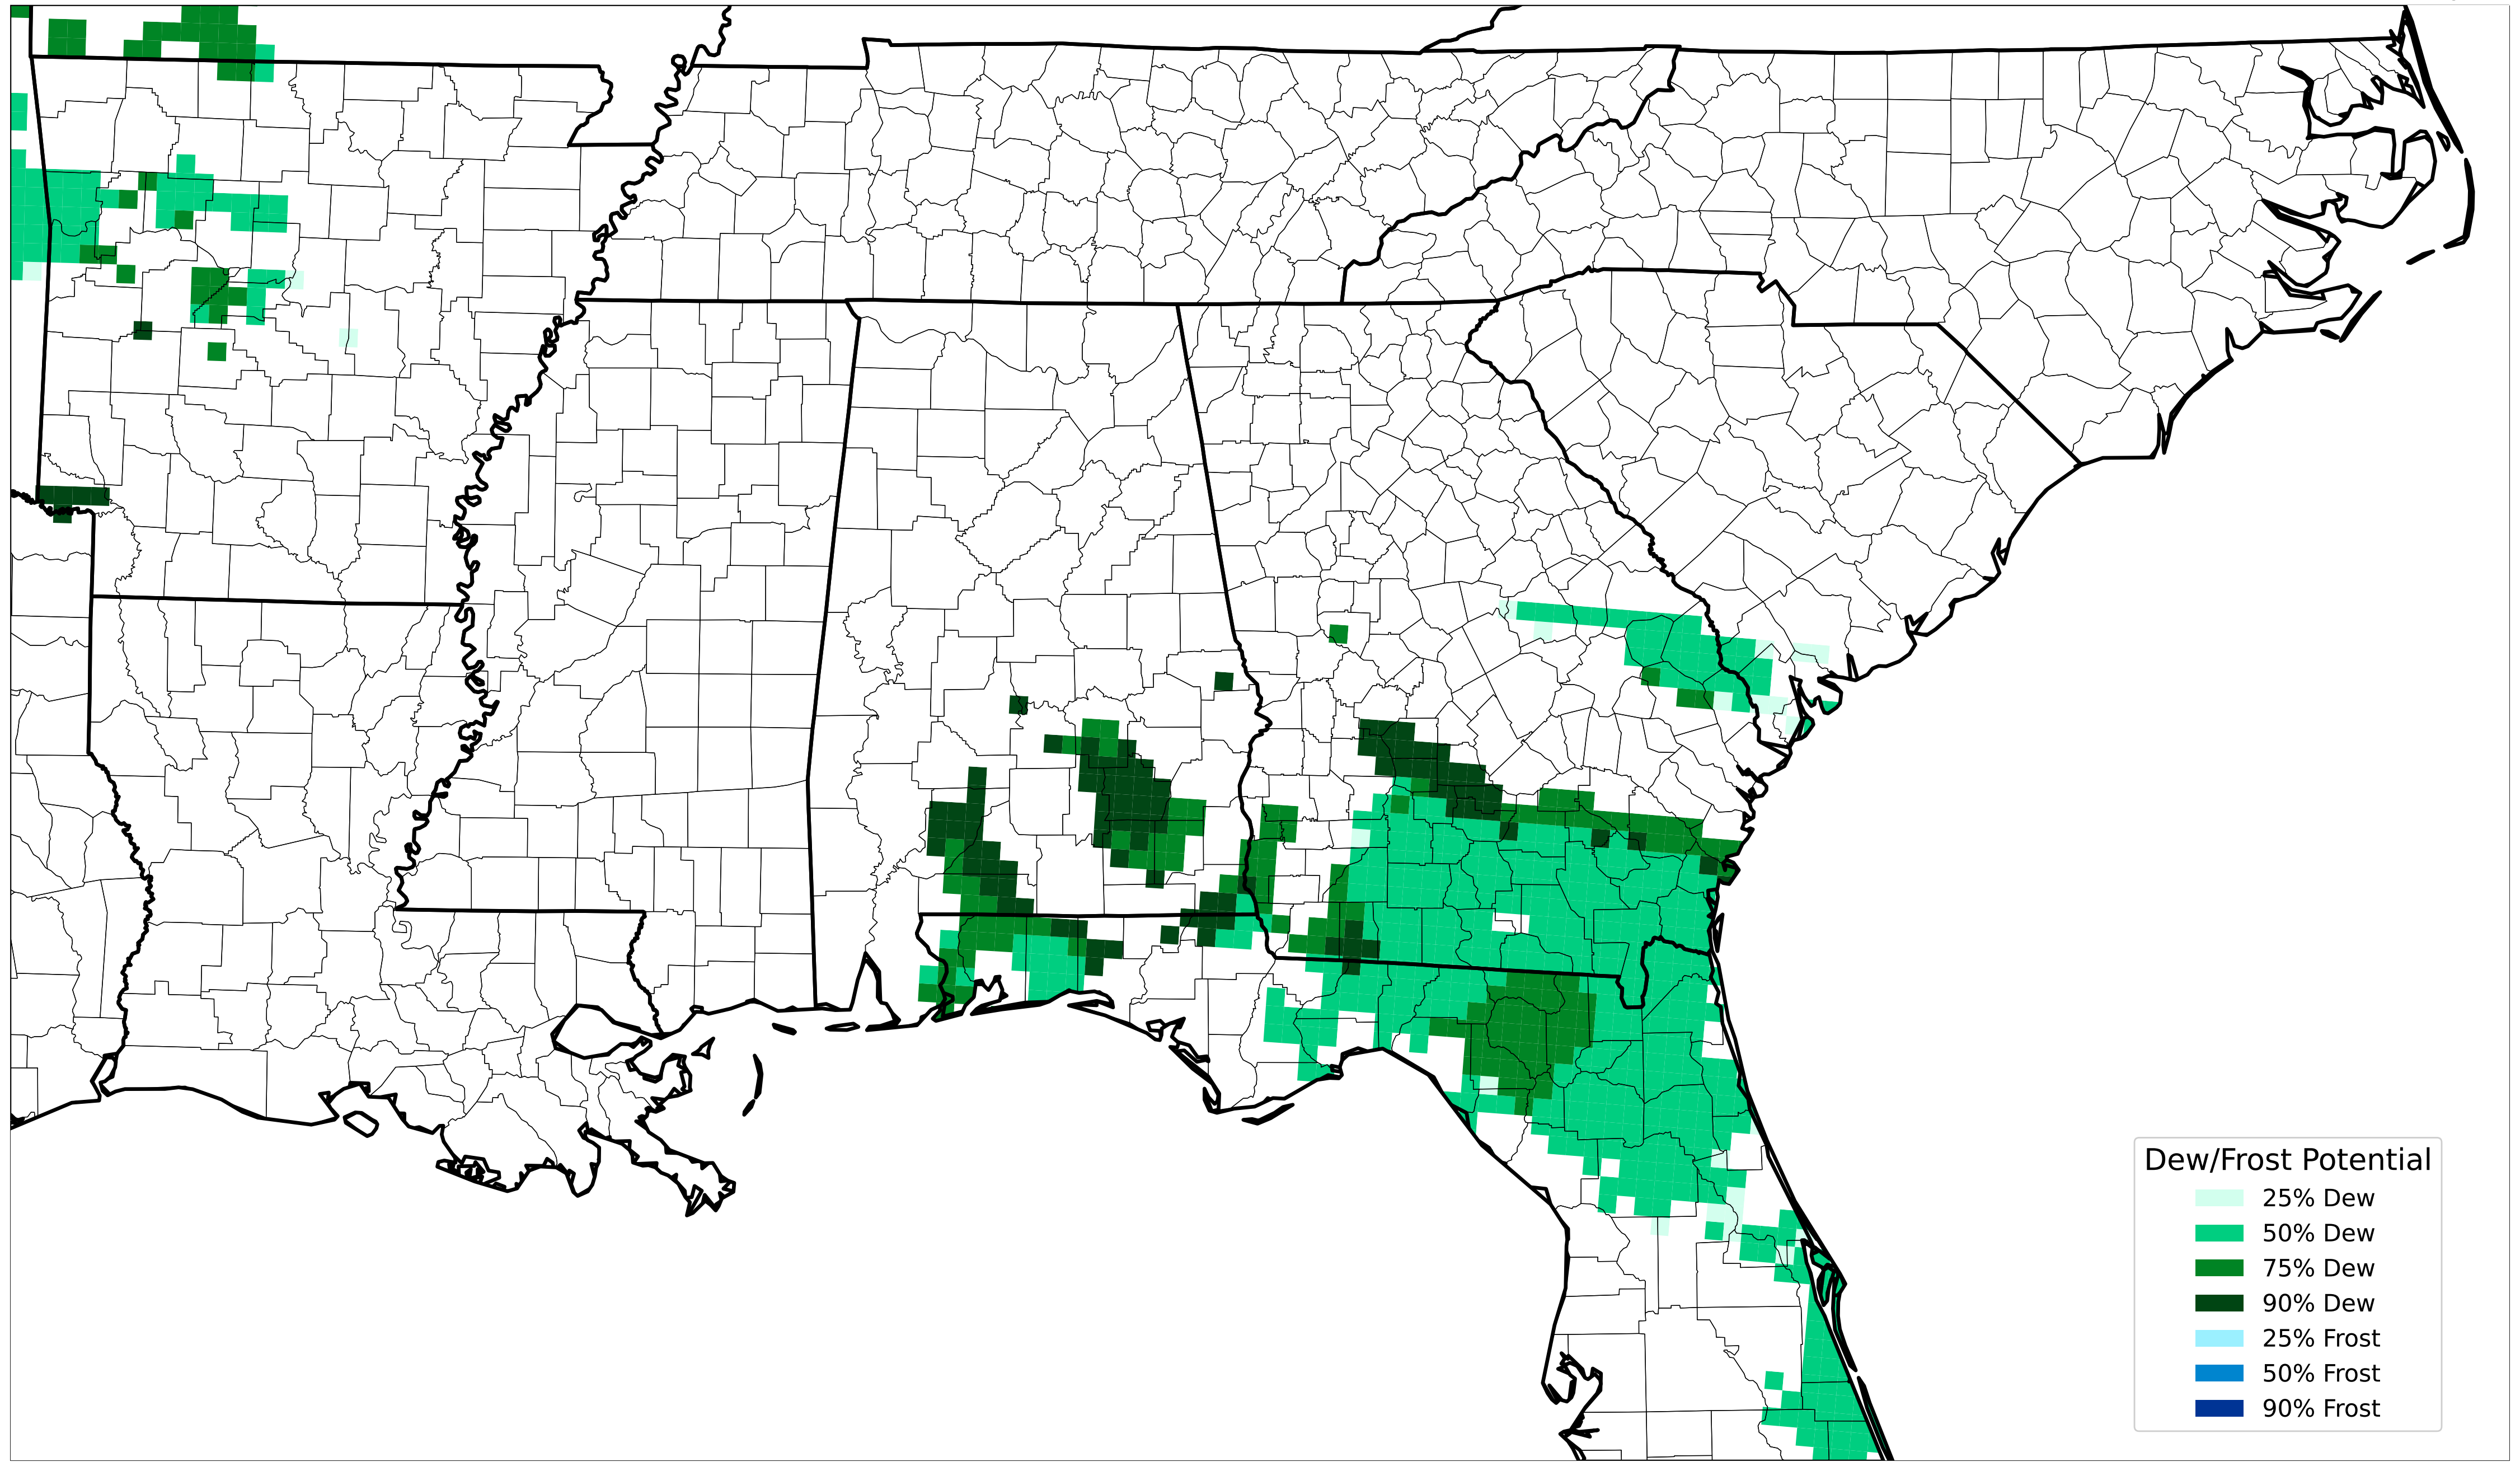 Dew/Frost Potential
25% Dew
50% Dew
75% Dew
90% Dew
25% Frost
50% Frost
90% Frost